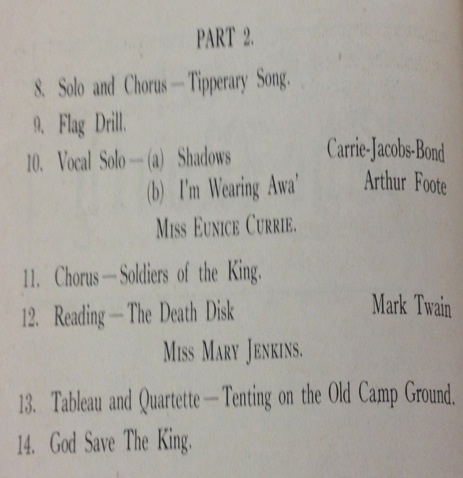 PART 2.
8. Solo and Chorus — Tipperary Song.
9. Flag Drill.
10. Vocal Solo — (a) Shadows Carrie-Jacobs-Bond
(b) I'm Wearing Awa' Arthur Foote
MISS EUNICE CURRIE.
11. Chorus — Soldiers of the King.
12. Reading — The Death Disk Mark Twain
MISS MARY JENKINS.
13. Tableau and Quartette — Tenting on the Old Camp Ground.
14. God Save The King.